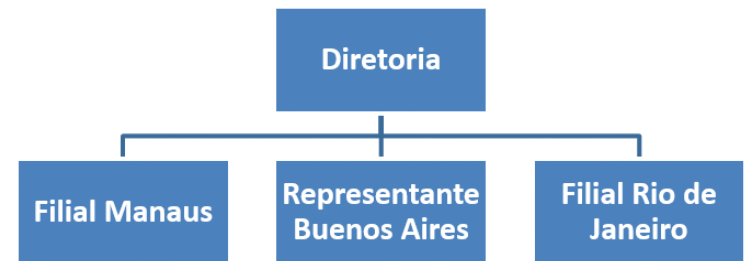 Diretoria
Filial Manaus
Representante
Buenos Aires
Filial Rio de
Janeiro